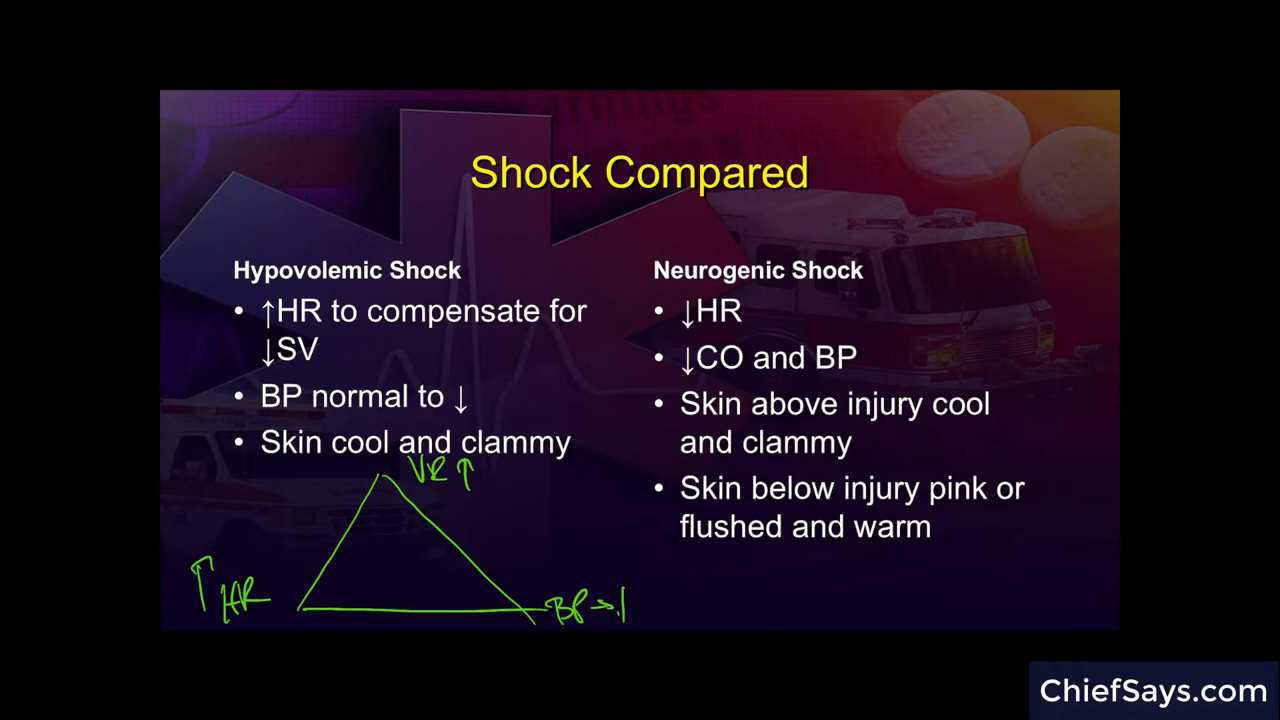 Shock Compared
Hypovolemic Shock
• ↑HR to compensate for
↓SV
• BP normal to ↓
• Skin cool and clammy
Neurogenic Shock
• ↓HR
• ↓CO and BP
• Skin above injury cool
and clammy
• Skin below injury pink or
flushed and warm
VR ↑
↑ HR
BP →
ChiefSays.com